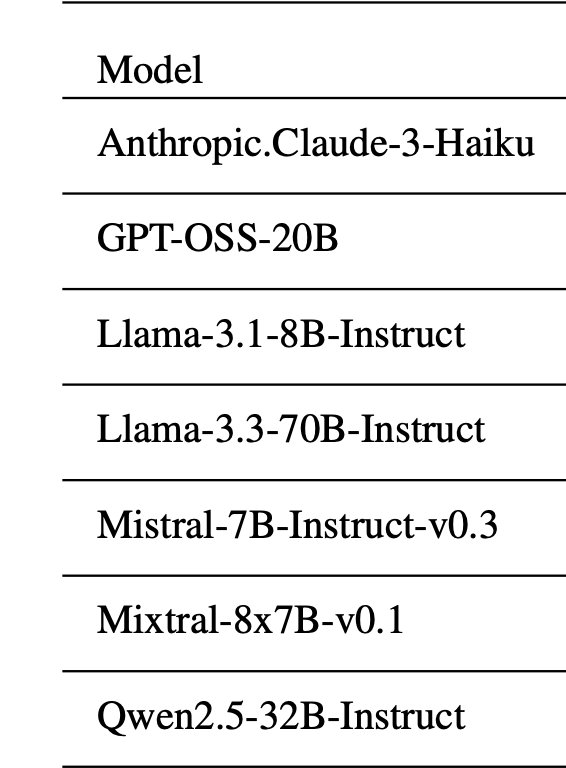 Model
Anthropic.Claude-3-Haiku
GPT-OSS-20B
Llama-3.1-8B-Instruct
Llama-3.3-70B-Instruct
Mistral-7B-Instruct-v0.3
Mixtral-8x7B-v0.1
Qwen2.5-32B-Instruct